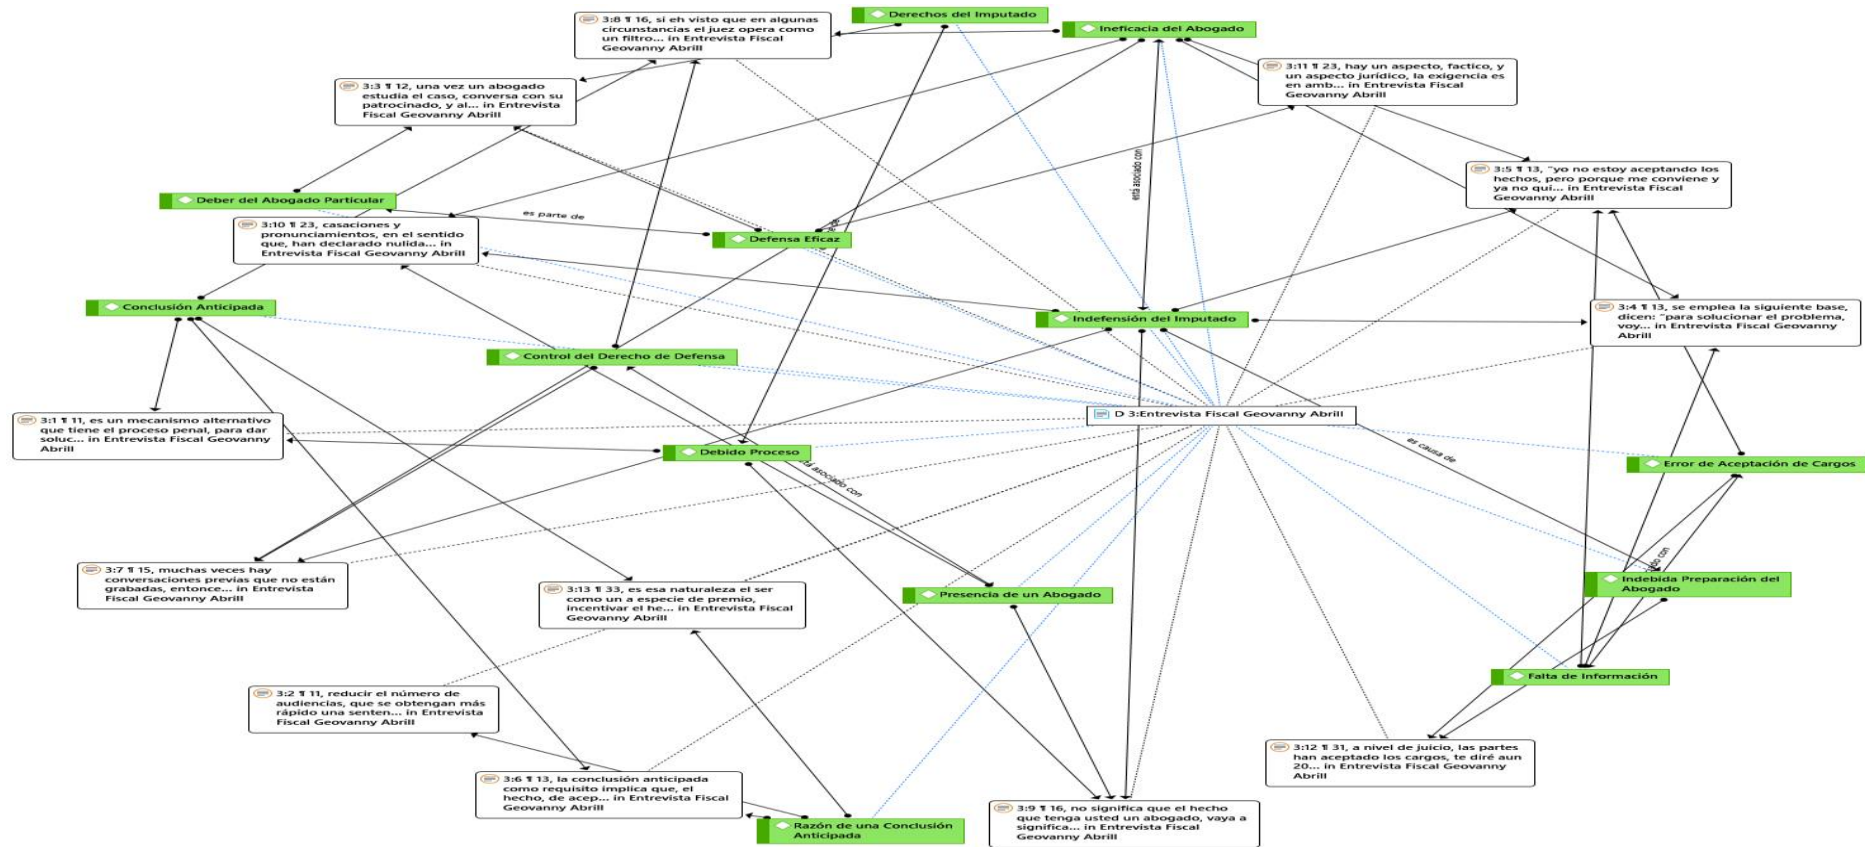 Derechos del Imputado
3:8 ¶ 16, si eh visto que en algunas
circunstancias el juez opera como
un filtro... in Entrevista Fiscal
Geovanny Abrill
Ineficacia del Abogado
3:11 ¶ 23, hay un aspecto, factico, y
un aspecto jurídico, la exigencia es
en amb... in Entrevista Fiscal
Geovanny Abrill
3:3 ¶ 12, una vez un abogado
estudia el caso, conversa con su
patrocinado, y al... in Entrevista
Fiscal Geovanny Abrill
está asociado con
3:5 ¶ 13, "yo no estoy aceptando los
hechos, pero porque me conviene y
ya no qui... in Entrevista Fiscal
Geovanny Abrill
Deber del Abogado Particular
es parte de
3:10 ¶ 23, casaciones y
pronunciamientos, en el sentido
que, han declarado nulida... in
Entrevista Fiscal Geovanny Abrill
Defensa Eficaz
Conclusión Anticipada
Indefensión del Imputado
3:4 ¶ 13, se emplea la siguiente base,
dicen: "para solucionar el problema,
voy... in Entrevista Fiscal Geovanny
Abrill
Control del Derecho de Defensa
3:1 ¶ 11, es un mecanismo alternativo
que tiene el proceso penal, para dar
soluc... in Entrevista Fiscal Geovanny
Abrill
D 3:Entrevista Fiscal Geovanny Abrill
Debido Proceso
es causa de
Error de Aceptación de Cargos
asociado con
3:7 ¶ 15, muchas veces hay
conversaciones previas que no están
grabadas, entonce... in Entrevista
Fiscal Geovanny Abrill
3:13 ¶ 33, es esa naturaleza el ser
como un a especie de premio,
incentivar el he... in Entrevista Fiscal
Geovanny Abrill
Presencia de un Abogado
Indebida Preparación del
Abogado
con
Falta de Información
3:2 ¶ 11, reducir el número de
audiencias, que se obtengan más
rápido una senten... in Entrevista
Fiscal Geovanny Abrill
3:12 ¶ 31, a nivel de juicio, las partes
han aceptado los cargos, te diré aun
20... in Entrevista Fiscal Geovanny
Abrill
3:6 ¶ 13, la conclusión anticipada
como requisito implica que, el
hecho, de acep... in Entrevista Fiscal
Geovanny Abrill
3:9 ¶ 16, no significa que el hecho
que tenga usted un abogado, vaya a
significa... in Entrevista Fiscal
Geovanny Abrill
Razón de una Conclusión
Anticipada